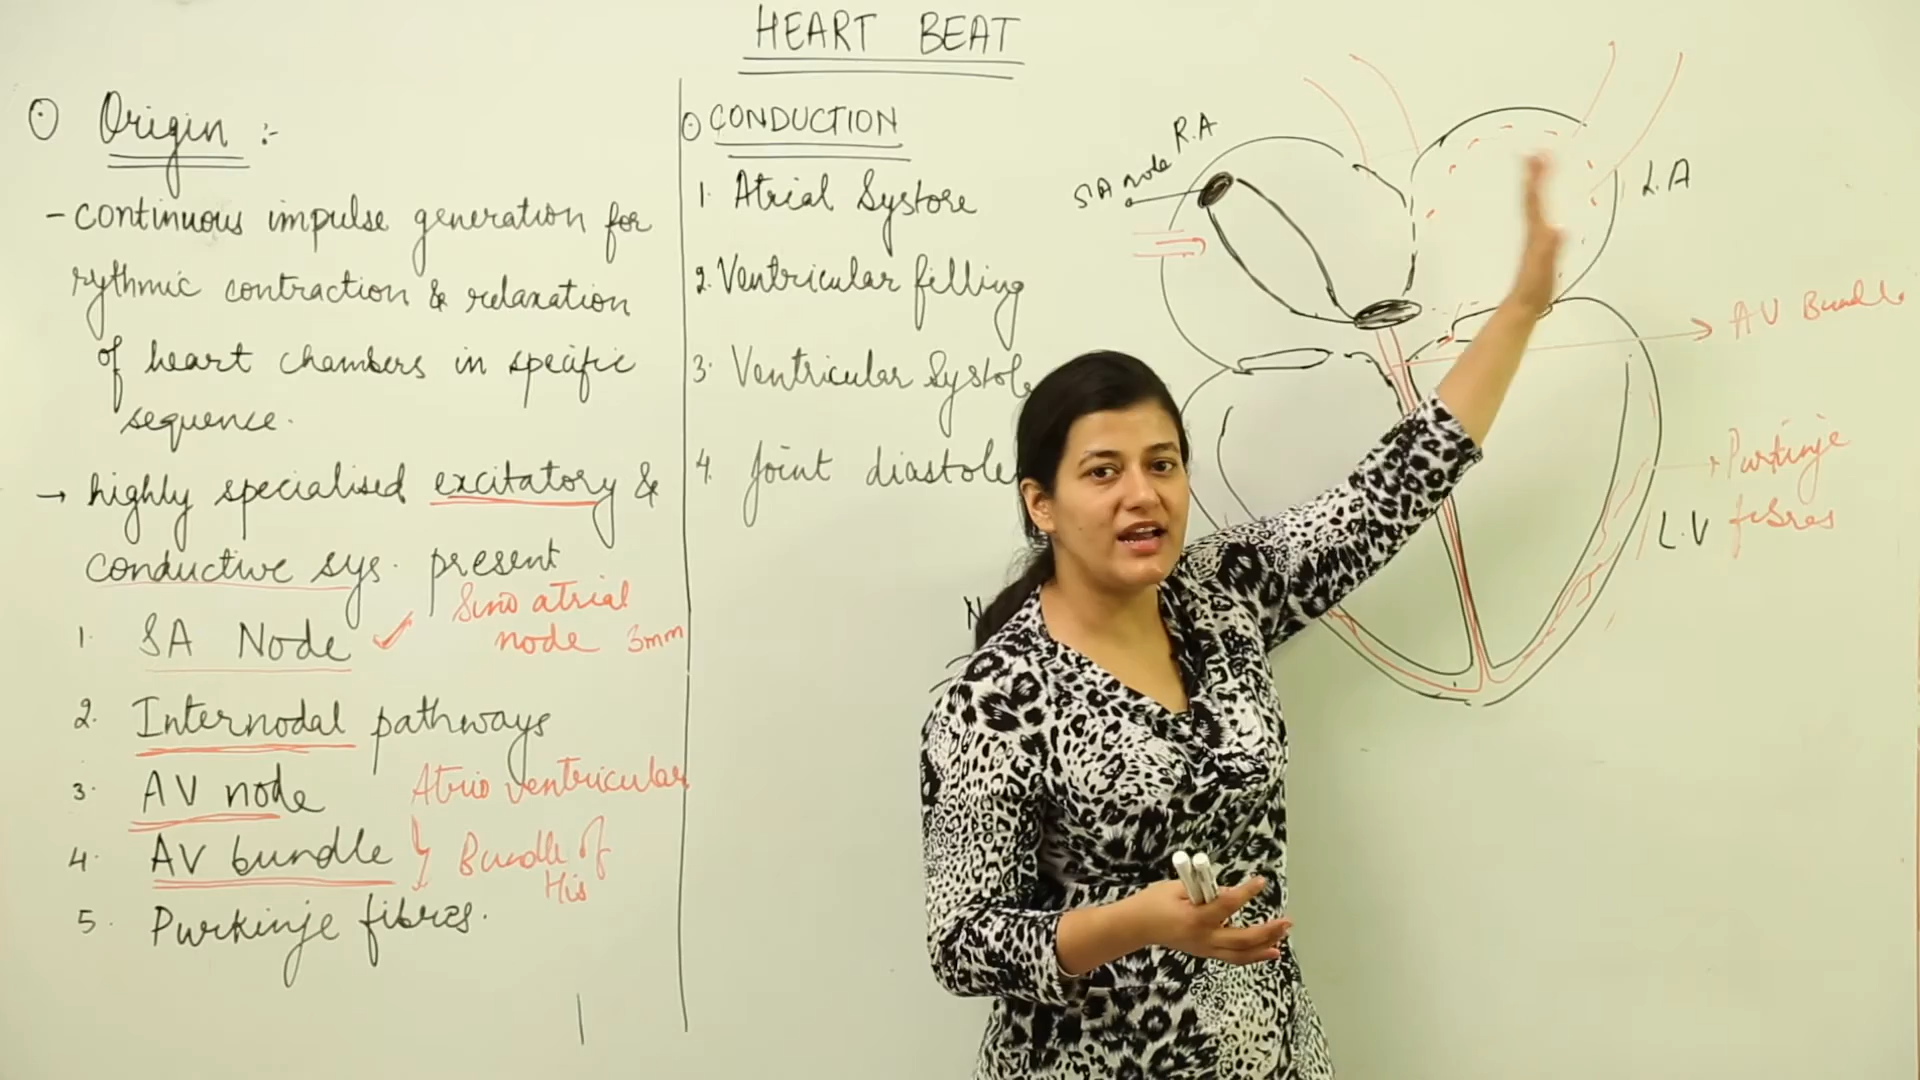 HEART BEAT
Origin :-
- continuous impulse generation for
rythmic contraction & relaxation
of heart chambers in specific
sequence.
→ highly specialised excitatory &
conductive sys. present
1. SA Node ✓ Sino atrial
node 3mm
2. Internodal pathways
3. AV node Atrio ventricular
4. AV bundle Bundle of
His
5. Purkinje fibres.
CONDUCTION
1. Atrial Systore
2. Ventricular filling
3. Ventricular Systole
4. Joint diastole
R.A
SA node
L.A
AV Bundle
Purkinje
fibres
L.V